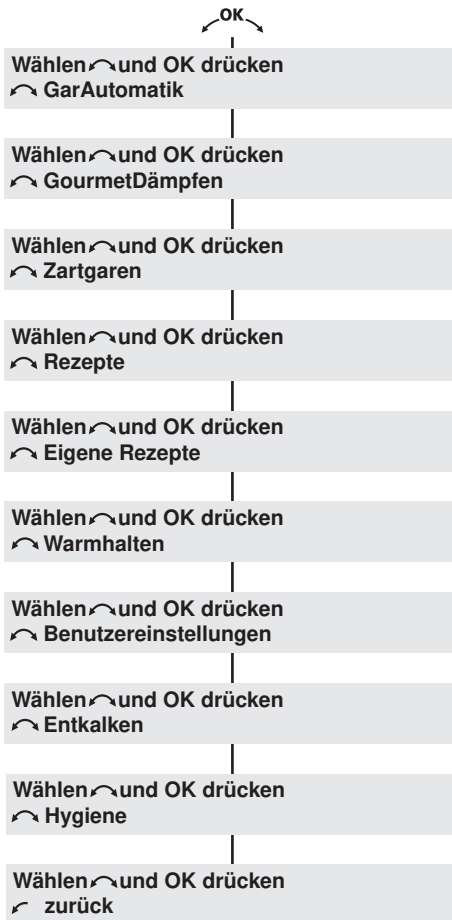 OK
Wählen und OK drücken
GarAutomatik
Wählen und OK drücken
GourmetDämpfen
Wählen und OK drücken
Zartgaren
Wählen und OK drücken
Rezepte
Wählen und OK drücken
Eigene Rezepte
Wählen und OK drücken
Warmhalten
Wählen und OK drücken
Benutzereinstellungen
Wählen und OK drücken
Entkalken
Wählen und OK drücken
Hygiene
Wählen und OK drücken
zurück